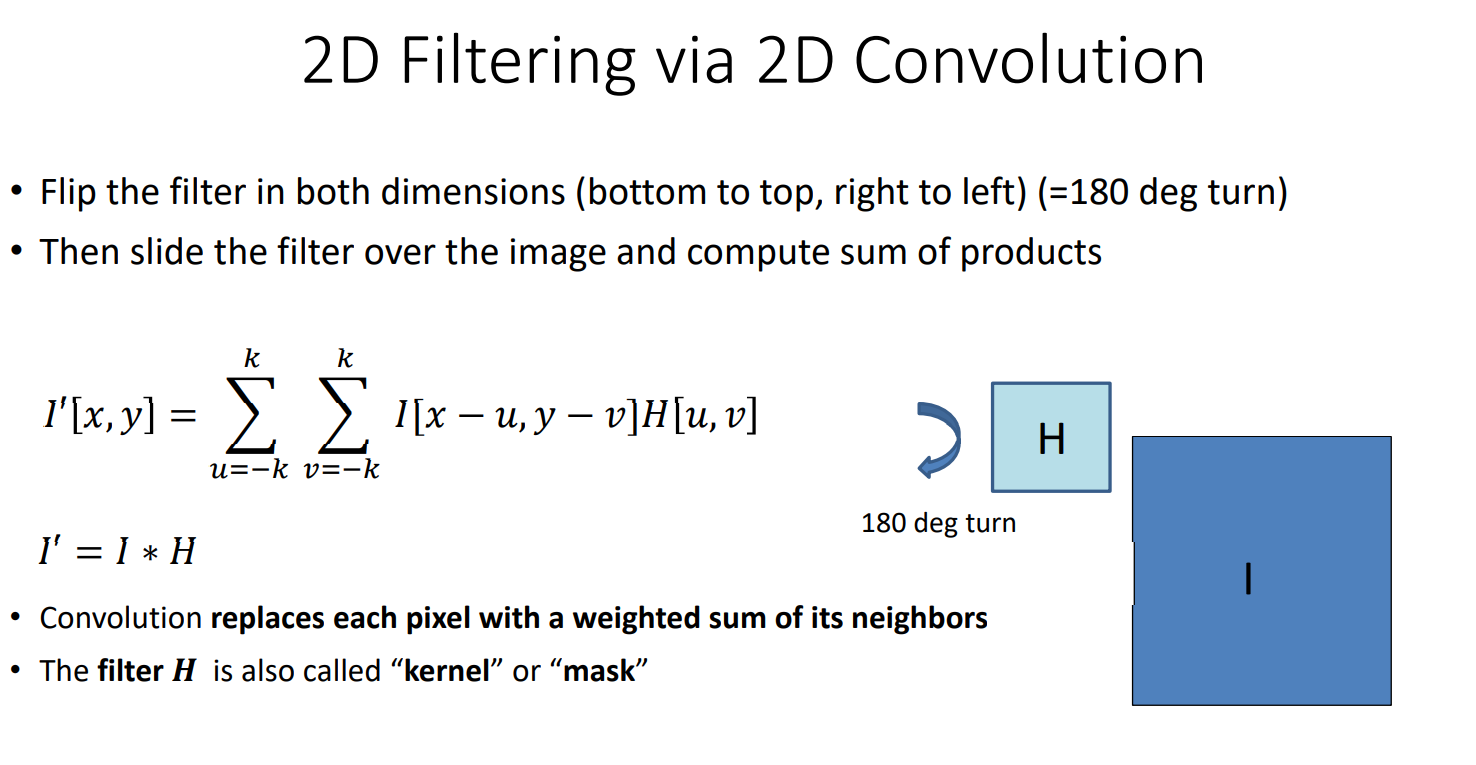 2D Filtering via 2D Convolution
• Flip the filter in both dimensions (bottom to top, right to left) (=180 deg turn)
• Then slide the filter over the image and compute sum of products
I′[x, y] = ∑_{u=−k}^{k} ∑_{v=−k}^{k} I[x − u, y − v]H[u, v]
H
180 deg turn
I
I′ = I ∗ H
• Convolution replaces each pixel with a weighted sum of its neighbors
• The filter H is also called “kernel” or “mask”